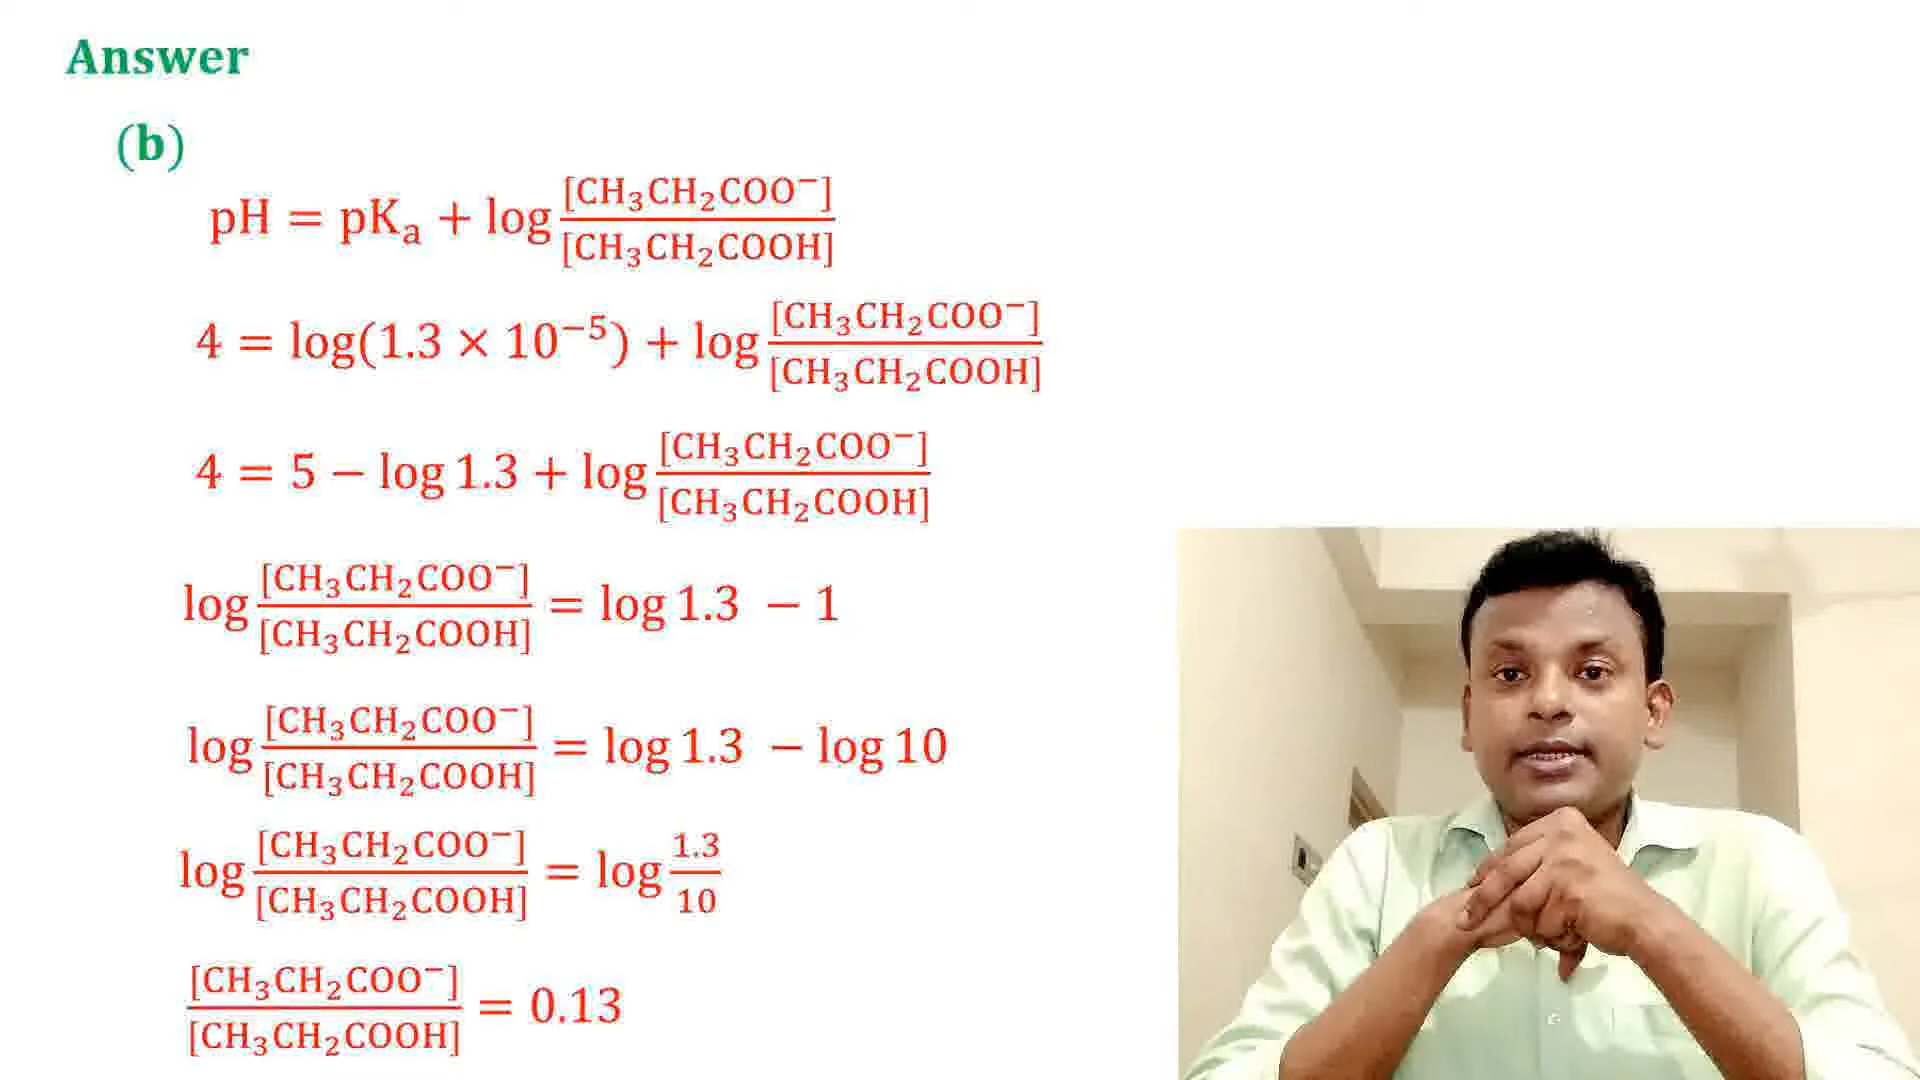 Answer
(b)
pH = pKₐ + log [CH₃CH₂COO⁻] / [CH₃CH₂COOH]
4 = log(1.3 × 10⁻⁵) + log [CH₃CH₂COO⁻] / [CH₃CH₂COOH]
4 = 5 − log 1.3 + log [CH₃CH₂COO⁻] / [CH₃CH₂COOH]
log [CH₃CH₂COO⁻] / [CH₃CH₂COOH] = log 1.3 − 1
log [CH₃CH₂COO⁻] / [CH₃CH₂COOH] = log 1.3 − log 10
log [CH₃CH₂COO⁻] / [CH₃CH₂COOH] = log 1.3 / 10
[CH₃CH₂COO⁻] / [CH₃CH₂COOH] = 0.13